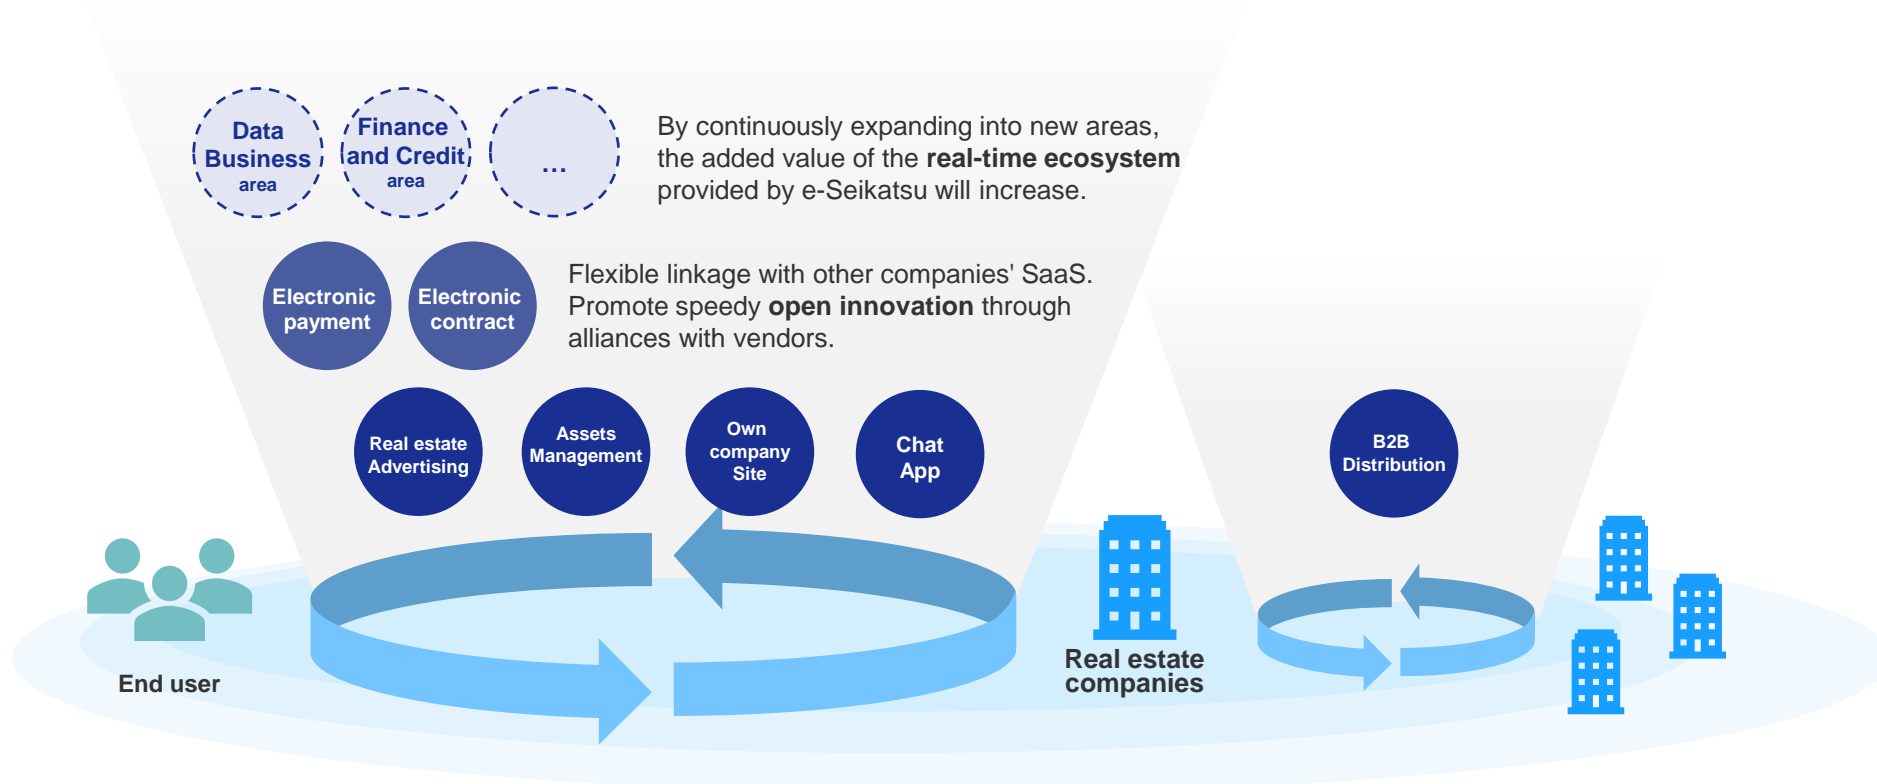 Data
Business
area
Finance
and Credit
area
...
By continuously expanding into new areas,
the added value of the real-time ecosystem
provided by e-Seikatsu will increase.
Electronic
payment
Electronic
contract
Flexible linkage with other companies' SaaS.
Promote speedy open innovation through
alliances with vendors.
Real estate
Advertising
Assets
Management
Own
company
Site
Chat
App
B2B
Distribution
End user
Real estate
companies